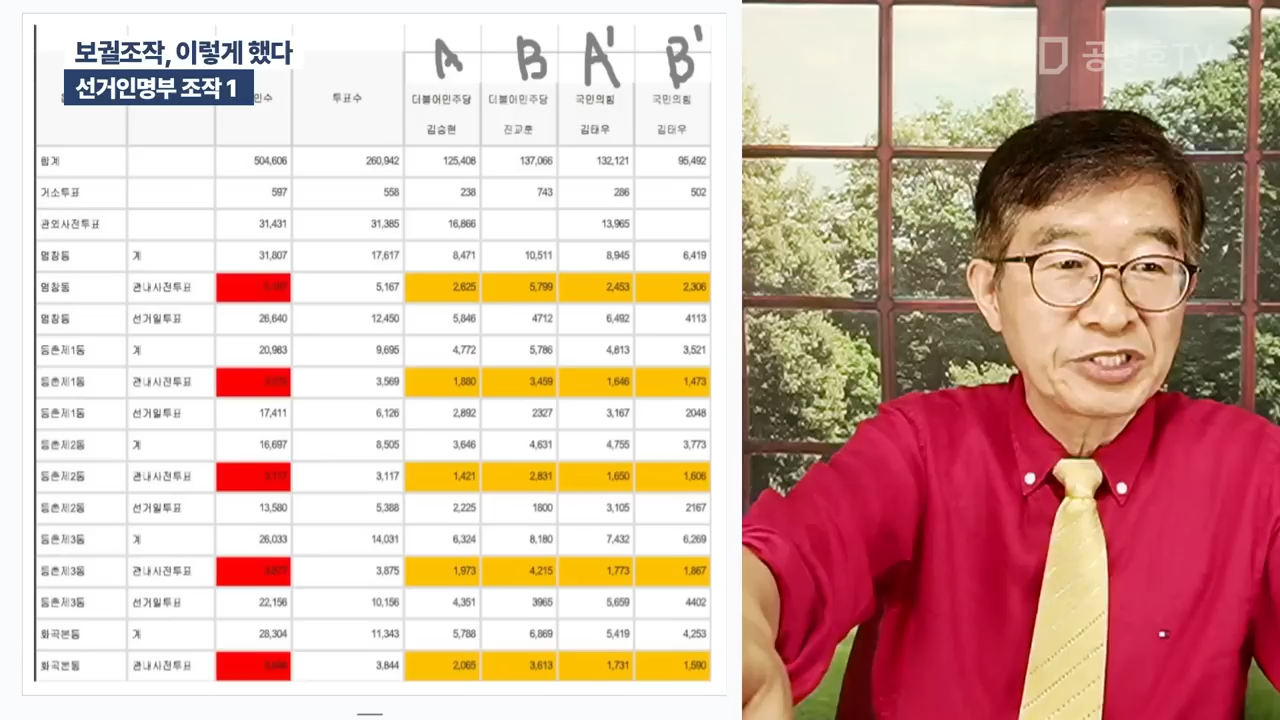 보궐조작, 이렇게 했다
선거인명부 조작 1
공병호TV
A B A' B'
인수 투표수 더불어민주당 더불어민주당 국민의힘 국민의힘
김승현 진교훈 김태우 김태우
합계 504,606 260,942 125,408 137,066 132,121 95,492
거소투표 597 558 238 743 286 502
관외사전투표 31,431 31,385 16,866 13,965
염창동 계 31,807 17,617 8,471 10,511 8,945 6,419
염창동 관내사전투표 5,167 2,625 5,799 2,453 2,306
염창동 선거일투표 26,640 12,450 5,846 4712 6,492 4113
등촌제1동 계 20,983 9,695 4,772 5,786 4,813 3,521
등촌제1동 관내사전투표 3,569 1,880 3,459 1,646 1,473
등촌제1동 선거일투표 17,411 6,126 2,892 2327 3,167 2048
등촌제2동 계 16,697 8,505 3,646 4,631 4,755 3,773
등촌제2동 관내사전투표 3,117 1,421 2,831 1,650 1,606
등촌제2동 선거일투표 13,580 5,388 2,225 1800 3,105 2167
등촌제3동 계 26,033 14,031 6,324 8,180 7,432 6,269
등촌제3동 관내사전투표 3,875 1,973 4,215 1,773 1,867
등촌제3동 선거일투표 22,156 10,156 4,351 3965 5,659 4402
화곡본동 계 28,304 11,343 5,788 6,869 5,419 4,253
화곡본동 관내사전투표 3,844 2,065 3,613 1,731 1,590